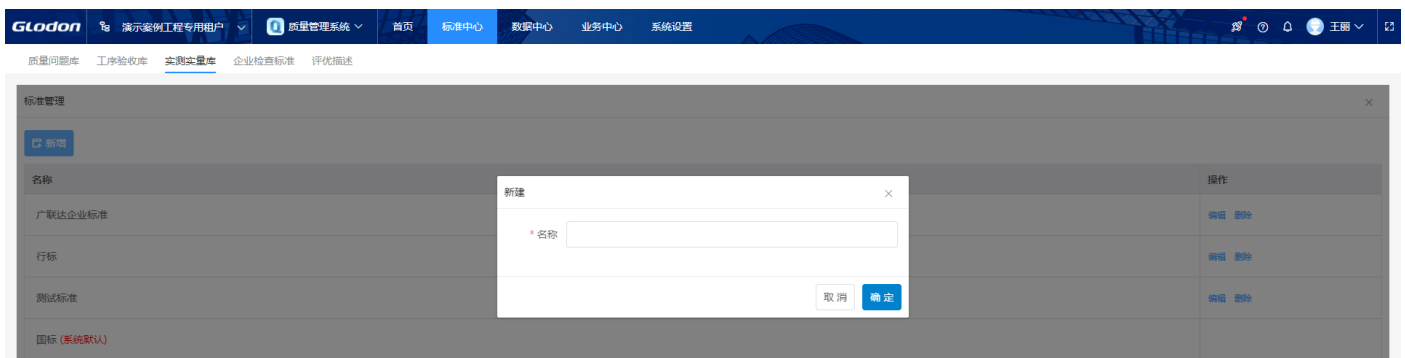 GLodon 演示案例工程专用租户 质量管理系统 首页 标准中心 数据中心 业务中心 系统设置 王丽
质量问题库 工序验收库 实测实量库 企业检查标准 评优描述
标准管理
新增
名称 操作
广联达企业标准 编辑 删除
行标 编辑 删除
测试标准 编辑 删除
国标 (系统默认)
新建
* 名称
取消 确定